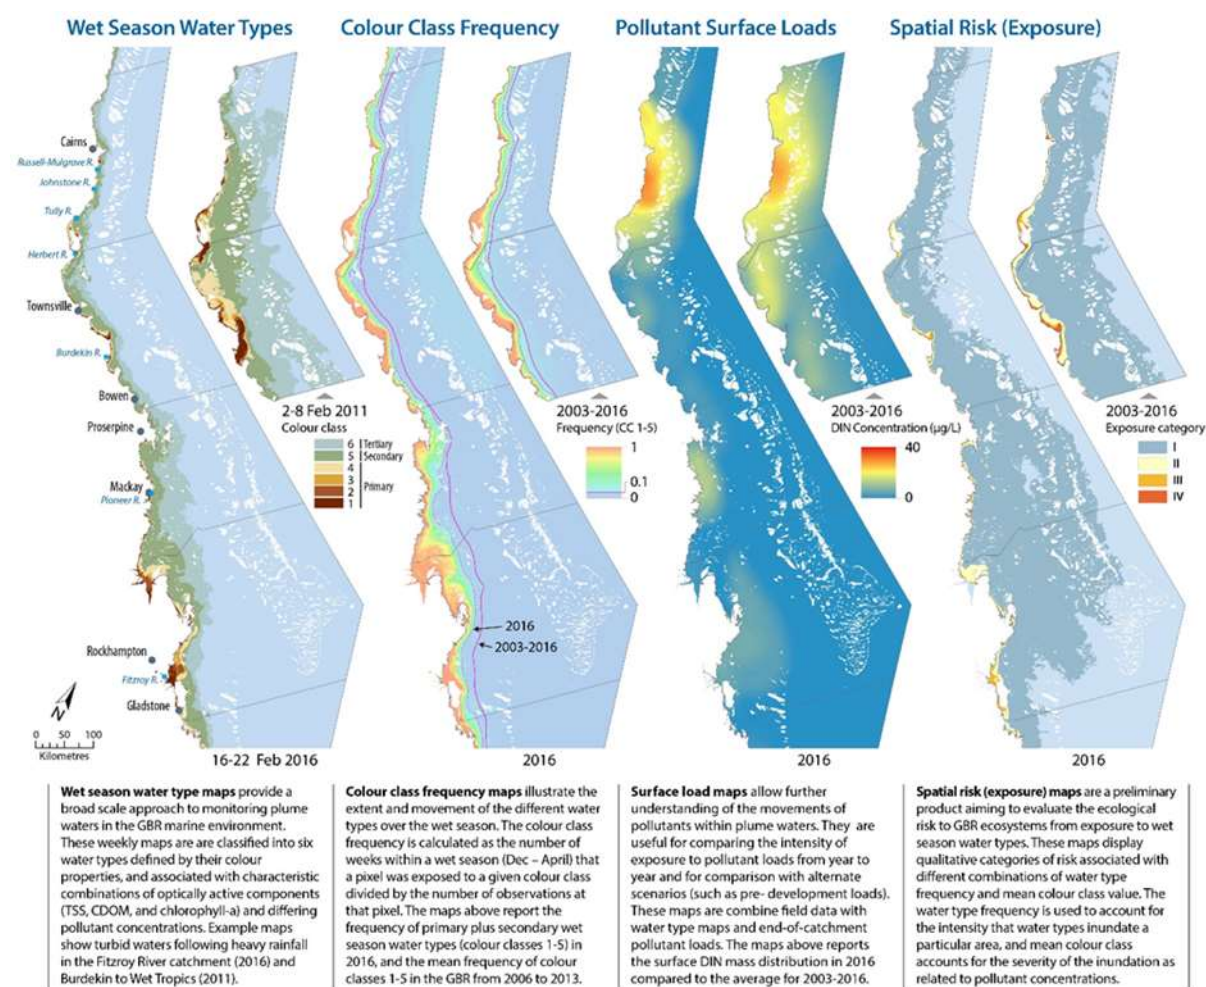 Wet Season Water Types
Colour Class Frequency
Pollutant Surface Loads
Spatial Risk (Exposure)
Cairns
Russell-Mulgrave R.
Johnstone R.
Tully R.
Herbert R.
Townsville
Burdekin R.
Bowen
Proserpine
Mackay
Pioneer R.
Rockhampton
Fitzroy R.
Gladstone
N
0 50 100
Kilometres
2-8 Feb 2011
Colour class
6 Tertiary
5 Secondary
4
3
2 Primary
1
16-22 Feb 2016
2003-2016
Frequency (CC 1-5)
1
0.1
0
2016
2003-2016
2016
2003-2016
DIN Concentration (µg/L)
40
0
2016
2003-2016
Exposure category
I
II
III
IV
2016
Wet season water type maps provide a
broad scale approach to monitoring plume
waters in the GBR marine environment.
These weekly maps are are classified into six
water types defined by their colour
properties, and associated with characteristic
combinations of optically active components
(TSS, CDOM, and chlorophyll-a) and differing
pollutant concentrations. Example maps
show turbid waters following heavy rainfall
in the Fitzroy River catchment (2016) and
Burdekin to Wet Tropics (2011).
Colour class frequency maps illustrate the
extent and movement of the different water
types over the wet season. The colour class
frequency is calculated as the number of
weeks within a wet season (Dec – April) that
a pixel was exposed to a given colour class
divided by the number of observations at
that pixel. The maps above report the
frequency of primary plus secondary wet
season water types (colour classes 1-5) in
2016, and the mean frequency of colour
classes 1-5 in the GBR from 2006 to 2013.
Surface load maps allow further
understanding of the movements of
pollutants within plume waters. They are
useful for comparing the intensity of
exposure to pollutant loads from year to
year and for comparison with alternate
scenarios (such as pre- development loads).
These maps are combine field data with
water type maps and end-of-catchment
pollutant loads. The maps above reports
the surface DIN mass distribution in 2016
compared to the average for 2003-2016.
Spatial risk (exposure) maps are a preliminary
product aiming to evaluate the ecological
risk to GBR ecosystems from exposure to wet
season water types. These maps display
qualitative categories of risk associated with
different combinations of water type
frequency and mean colour class value. The
water type frequency is used to account for
the intensity that water types inundate a
particular area, and mean colour class
accounts for the severity of the inundation as
related to pollutant concentrations.